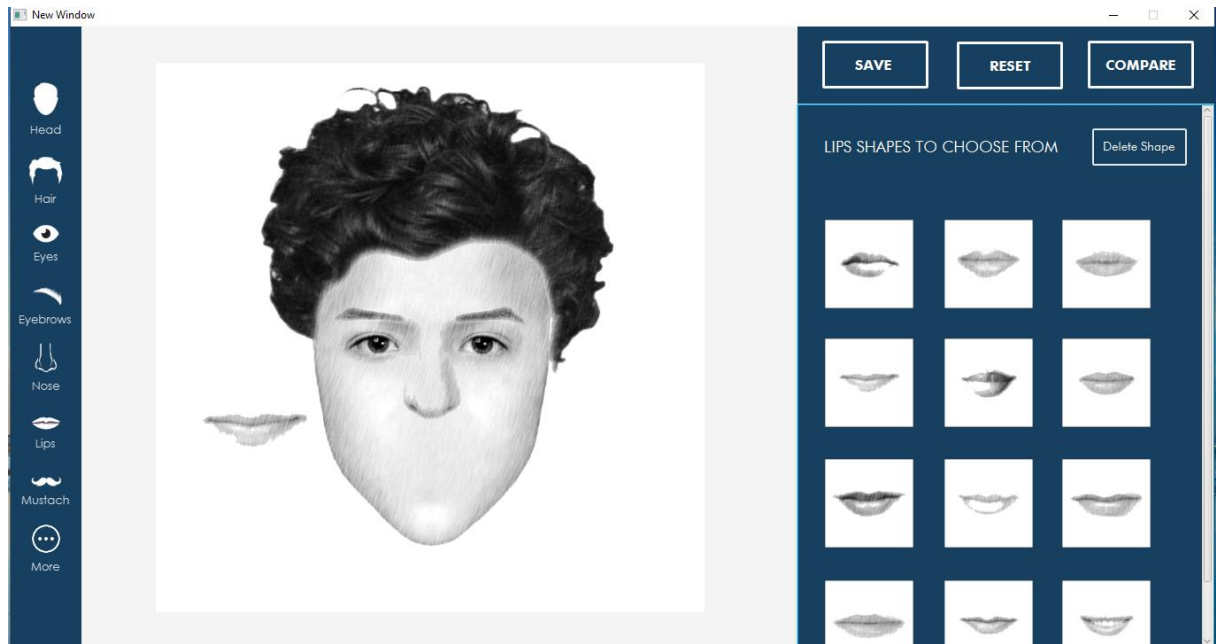 New Window
SAVE
RESET
COMPARE
Head
Hair
Eyes
Eyebrows
Nose
Lips
Mustach
More
LIPS SHAPES TO CHOOSE FROM
Delete Shape